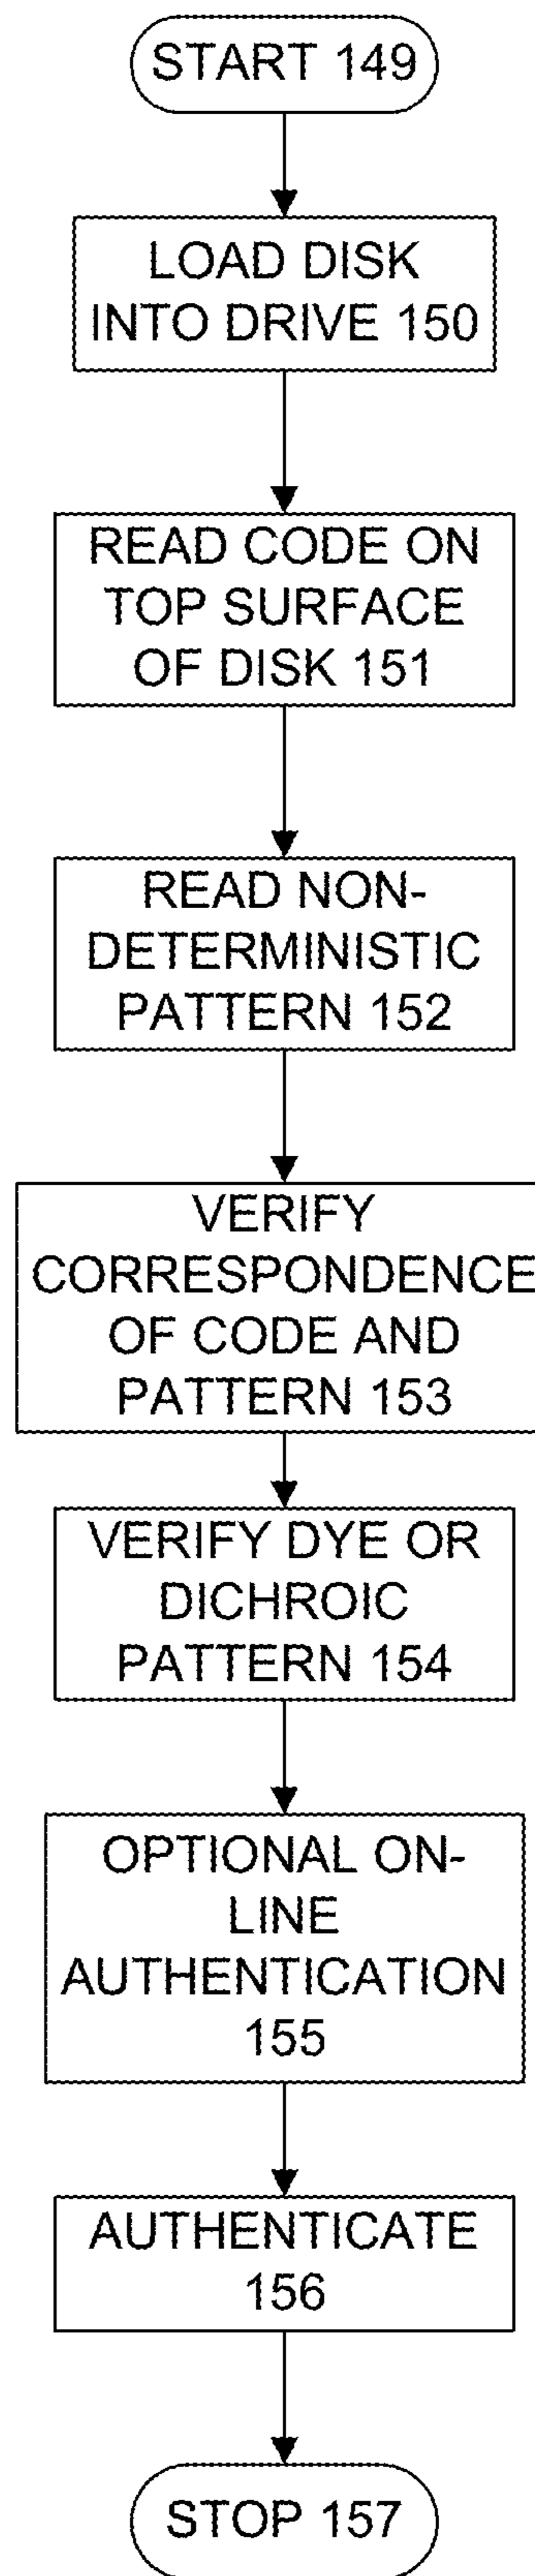 START 149
LOAD DISK
INTO DRIVE 150
READ CODE ON
TOP SURFACE
OF DISK 151
READ NON-
DETERMINISTIC
PATTERN 152
VERIFY
CORRESPONDENCE
OF CODE AND
PATTERN 153
VERIFY DYE OR
DICHROIC
PATTERN 154
OPTIONAL ON-
LINE
AUTHENTICATION
155
AUTHENTICATE
156
STOP 157